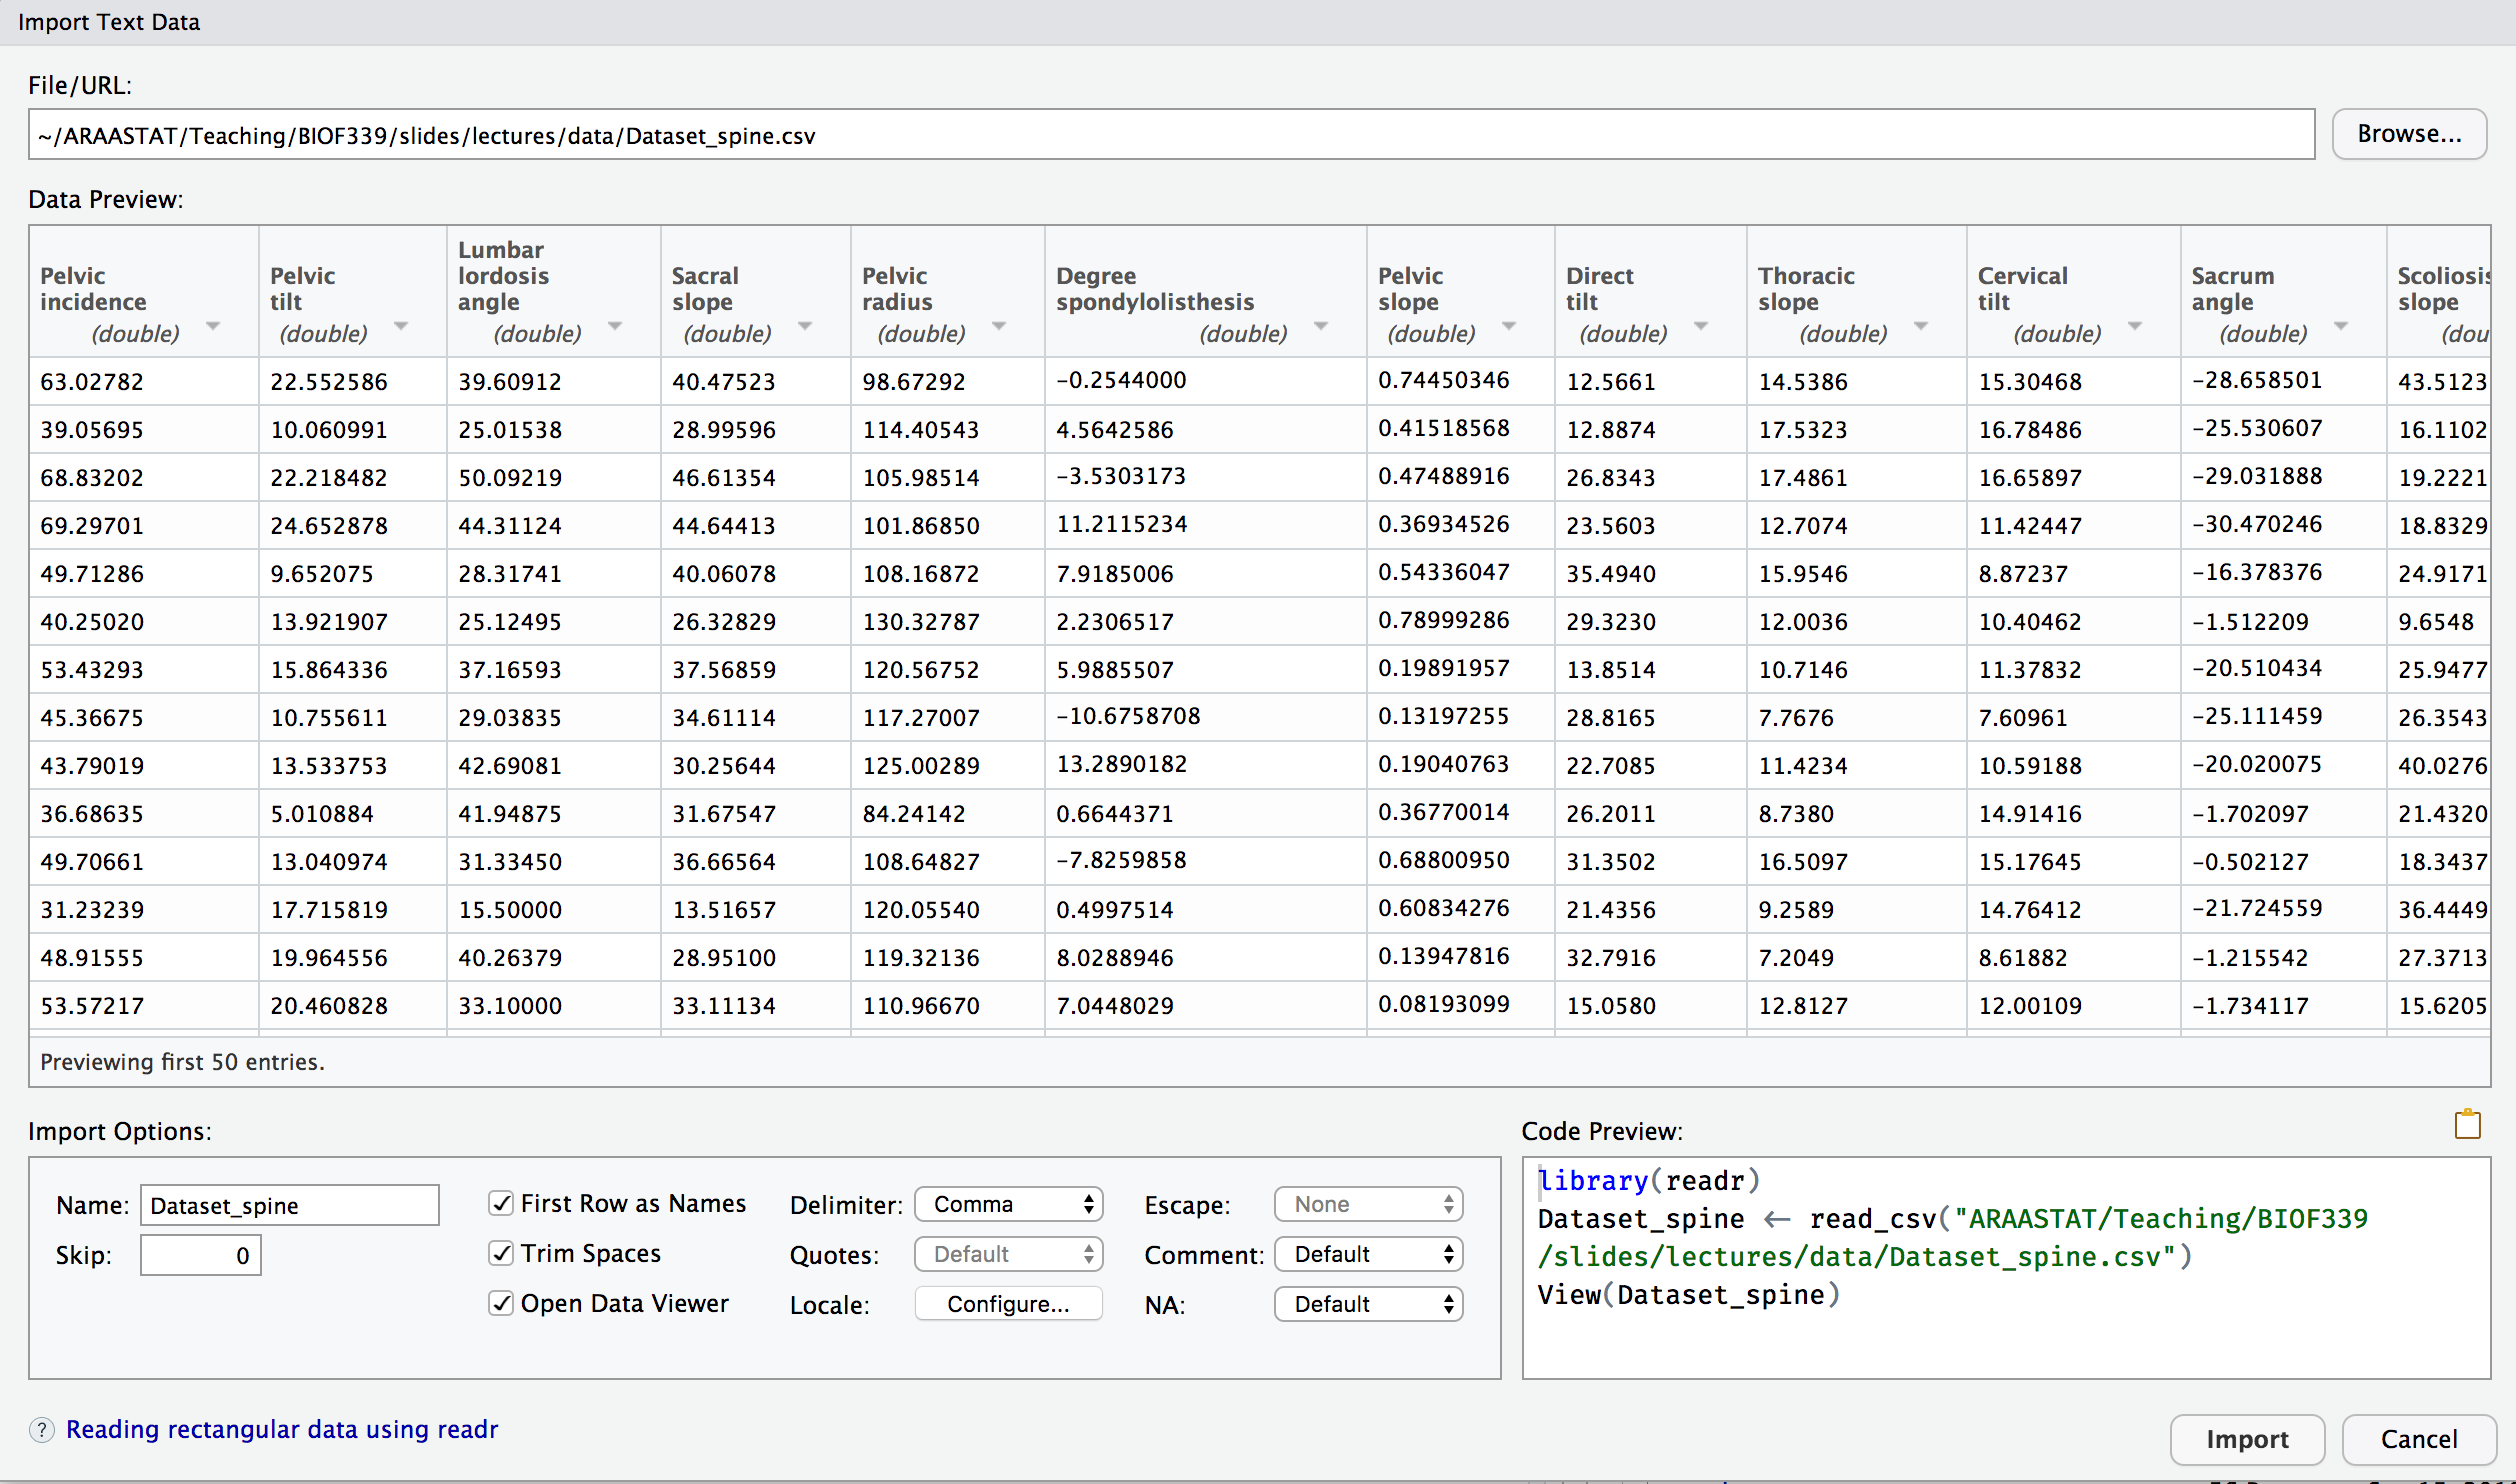 Import Text Data
File/URL:
~/ARAASTAT/Teaching/BIOF339/slides/lectures/data/Dataset_spine.csv Browse...
Data Preview:
Pelvic incidence (double) Pelvic tilt (double) Lumbar lordosis angle (double) Sacral slope (double) Pelvic radius (double) Degree spondylolisthesis (double) Pelvic slope (double) Direct tilt (double) Thoracic slope (double) Cervical tilt (double) Sacrum angle (double) Scoliosis slope (dou
63.02782 22.552586 39.60912 40.47523 98.67292 −0.2544000 0.74450346 12.5661 14.5386 15.30468 −28.658501 43.5123
39.05695 10.060991 25.01538 28.99596 114.40543 4.5642586 0.41518568 12.8874 17.5323 16.78486 −25.530607 16.1102
68.83202 22.218482 50.09219 46.61354 105.98514 −3.5303173 0.47488916 26.8343 17.4861 16.65897 −29.031888 19.2221
69.29701 24.652878 44.31124 44.64413 101.86850 11.2115234 0.36934526 23.5603 12.7074 11.42447 −30.470246 18.8329
49.71286 9.652075 28.31741 40.06078 108.16872 7.9185006 0.54336047 35.4940 15.9546 8.87237 −16.378376 24.9171
40.25020 13.921907 25.12495 26.32829 130.32787 2.2306517 0.78999286 29.3230 12.0036 10.40462 −1.512209 9.6548
53.43293 15.864336 37.16593 37.56859 120.56752 5.9885507 0.19891957 13.8514 10.7146 11.37832 −20.510434 25.9477
45.36675 10.755611 29.03835 34.61114 117.27007 −10.6758708 0.13197255 28.8165 7.7676 7.60961 −25.111459 26.3543
43.79019 13.533753 42.69081 30.25644 125.00289 13.2890182 0.19040763 22.7085 11.4234 10.59188 −20.020075 40.0276
36.68635 5.010884 41.94875 31.67547 84.24142 0.6644371 0.36770014 26.2011 8.7380 14.91416 −1.702097 21.4320
49.70661 13.040974 31.33450 36.66564 108.64827 −7.8259858 0.68800950 31.3502 16.5097 15.17645 −0.502127 18.3437
31.23239 17.715819 15.50000 13.51657 120.05540 0.4997514 0.60834276 21.4356 9.2589 14.76412 −21.724559 36.4449
48.91555 19.964556 40.26379 28.95100 119.32136 8.0288946 0.13947816 32.7916 7.2049 8.61882 −1.215542 27.3713
53.57217 20.460828 33.10000 33.11134 110.96670 7.0448029 0.08193099 15.0580 12.8127 12.00109 −1.734117 15.6205
Previewing first 50 entries.
Import Options:
Name: Dataset_spine First Row as Names Delimiter: Comma Escape: None
Skip: 0 Trim Spaces Quotes: Default Comment: Default
Open Data Viewer Locale: Configure... NA: Default
Code Preview:
library(readr)
Dataset_spine <- read_csv("ARAASTAT/Teaching/BIOF339
/slides/lectures/data/Dataset_spine.csv")
View(Dataset_spine)
? Reading rectangular data using readr
Import Cancel